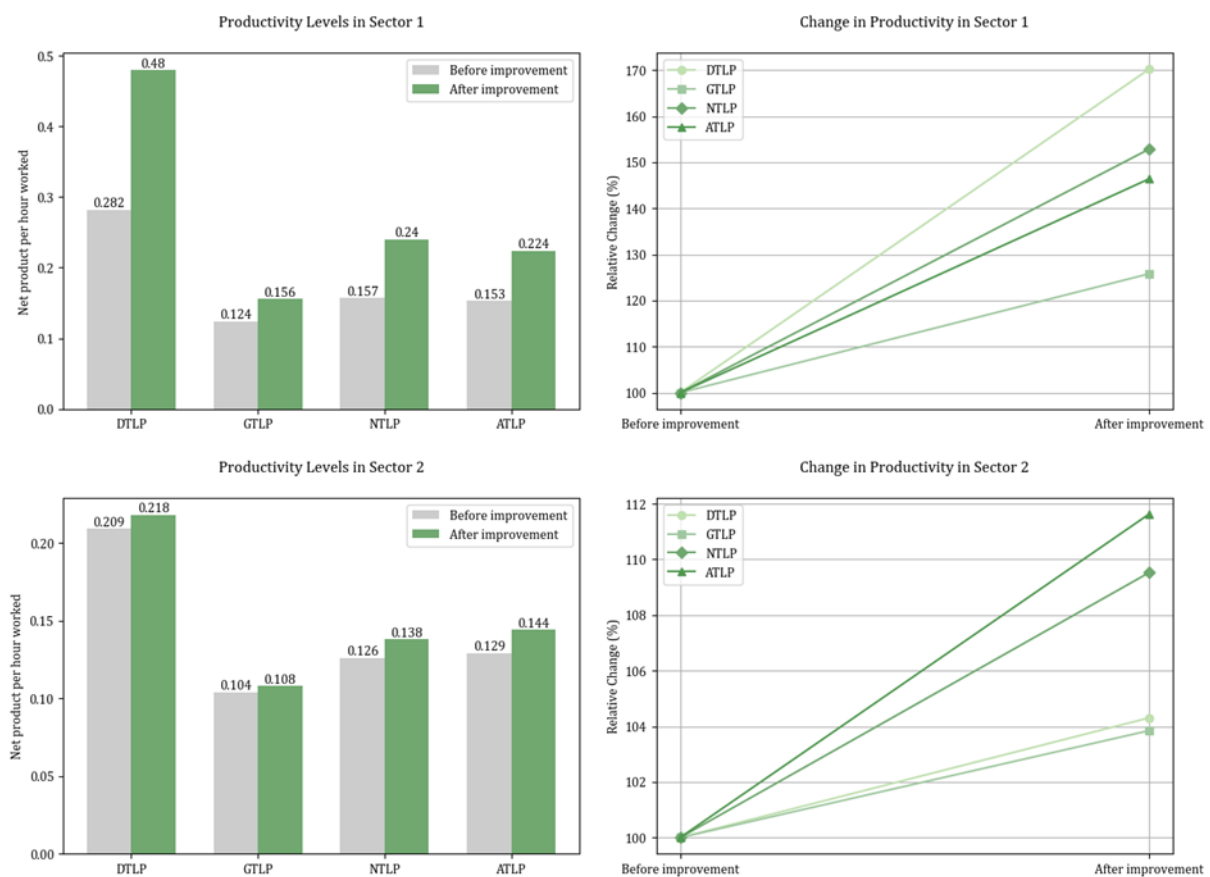 Productivity Levels in Sector 1
Net product per hour worked
0.5
0.4
0.3
0.2
0.1
0.0
0.282
0.48
0.124
0.156
0.157
0.24
0.153
0.224
Before improvement
After improvement
DTLP
GTLP
NTLP
ATLP
Change in Productivity in Sector 1
Relative Change (%)
170
160
150
140
130
120
110
100
DTLP
GTLP
NTLP
ATLP
Before improvement
After improvement
Productivity Levels in Sector 2
Net product per hour worked
0.20
0.15
0.10
0.05
0.00
0.209
0.218
0.104
0.108
0.126
0.138
0.129
0.144
Before improvement
After improvement
DTLP
GTLP
NTLP
ATLP
Change in Productivity in Sector 2
Relative Change (%)
112
110
108
106
104
102
100
DTLP
GTLP
NTLP
ATLP
Before improvement
After improvement